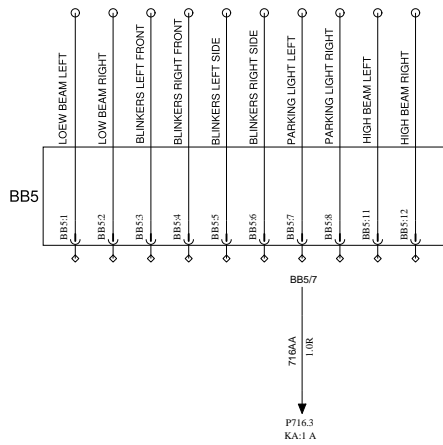 LOEW BEAM LEFT
LOW BEAM RIGHT
BLINKERS LEFT FRONT
BLINKERS RIGHT FRONT
BLINKERS LEFT SIDE
BLINKERS RIGHT SIDE
PARKING LIGHT LEFT
PARKING LIGHT RIGHT
HIGH BEAM LEFT
HIGH BEAM RIGHT
BB5
BB5:1
BB5:2
BB5:3
BB5:4
BB5:5
BB5:6
BB5:7
BB5:8
BB5:11
BB5:12
BB5/7
716AA
1.0R
P716.3
KA:1 A